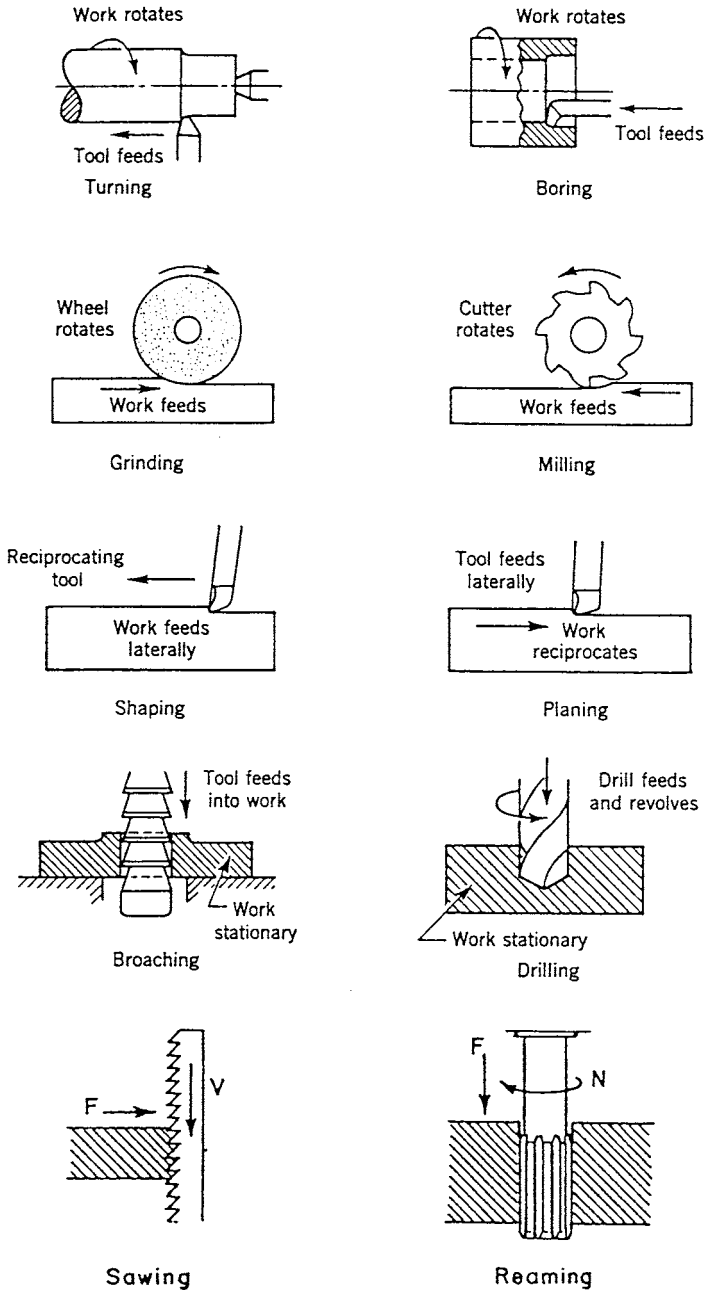 Work rotates
Tool feeds
Turning
Work rotates
Tool feeds
Boring
Wheel
rotates
Work feeds
Grinding
Cutter
rotates
Work feeds
Milling
Reciprocating
tool
Work feeds
laterally
Shaping
Tool feeds
laterally
Work
reciprocates
Planing
Tool feeds
into work
Work
stationary
Broaching
Drill feeds
and revolves
Work stationary
Drilling
F
V
Sawing
F
N
Reaming